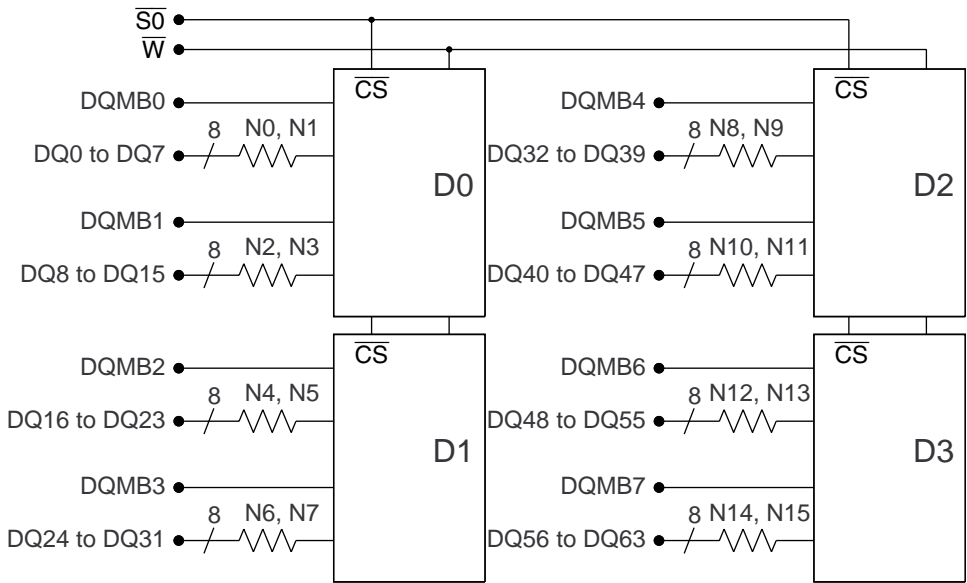 S0
W
CS
DQMB0
8 N0, N1
DQ0 to DQ7
D0
DQMB1
8 N2, N3
DQ8 to DQ15
CS
DQMB2
8 N4, N5
DQ16 to DQ23
D1
DQMB3
8 N6, N7
DQ24 to DQ31
CS
DQMB4
8 N8, N9
DQ32 to DQ39
D2
DQMB5
8 N10, N11
DQ40 to DQ47
CS
DQMB6
8 N12, N13
DQ48 to DQ55
D3
DQMB7
8 N14, N15
DQ56 to DQ63